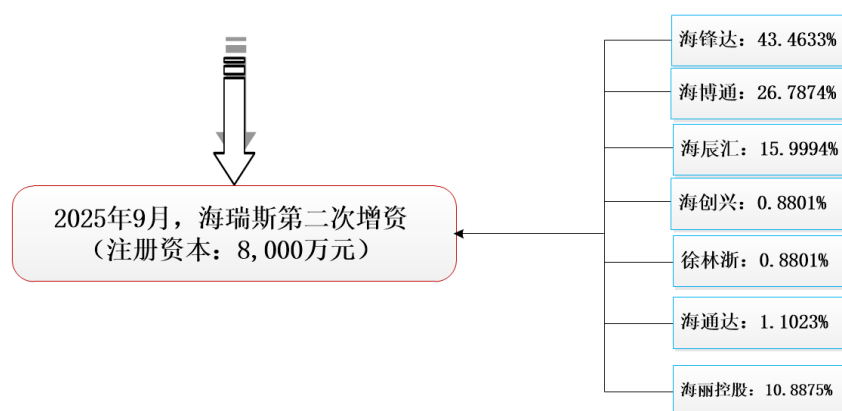 2025年9月，海瑞斯第二次增资
（注册资本：8,000万元）
海锋达：43.4633%
海博通：26.7874%
海辰汇：15.9994%
海创兴：0.8801%
徐林浙：0.8801%
海通达：1.1023%
海丽控股：10.8875%